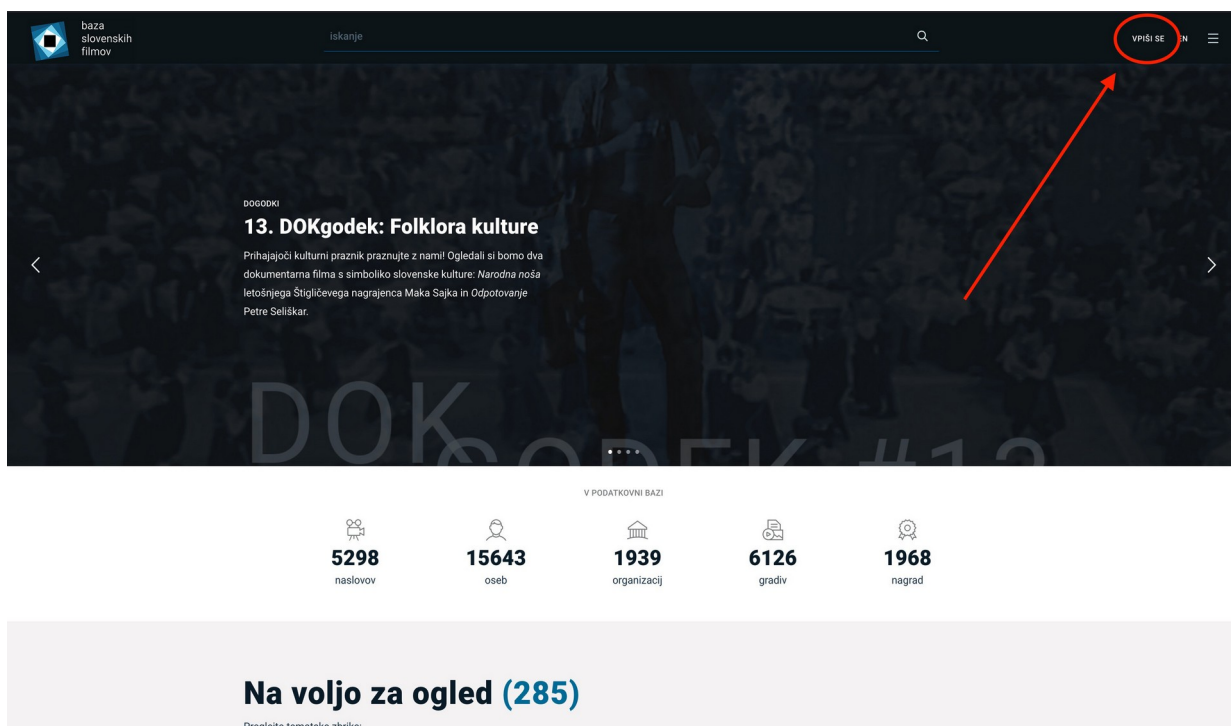 baza
slovenskih
filmov
iskanje
VPIŠI SE
EN
DOGODKI
13. DOKgodek: Folklora kulture
Prihajajoči kulturni praznik praznujte z nami! Ogledali si bomo dva
dokumentarna filma s simboliko slovenske kulture: Narodna noša
letošnjega Štigličevega nagrajenca Maka Sajka in Odpotovanje
Petre Seliškar.
DOK
GODEK #13
V PODATKOVNI BAZI
5298 15643 1939 6126 1968
naslovov oseb organizacij gradiv nagrad
Na voljo za ogled (285)